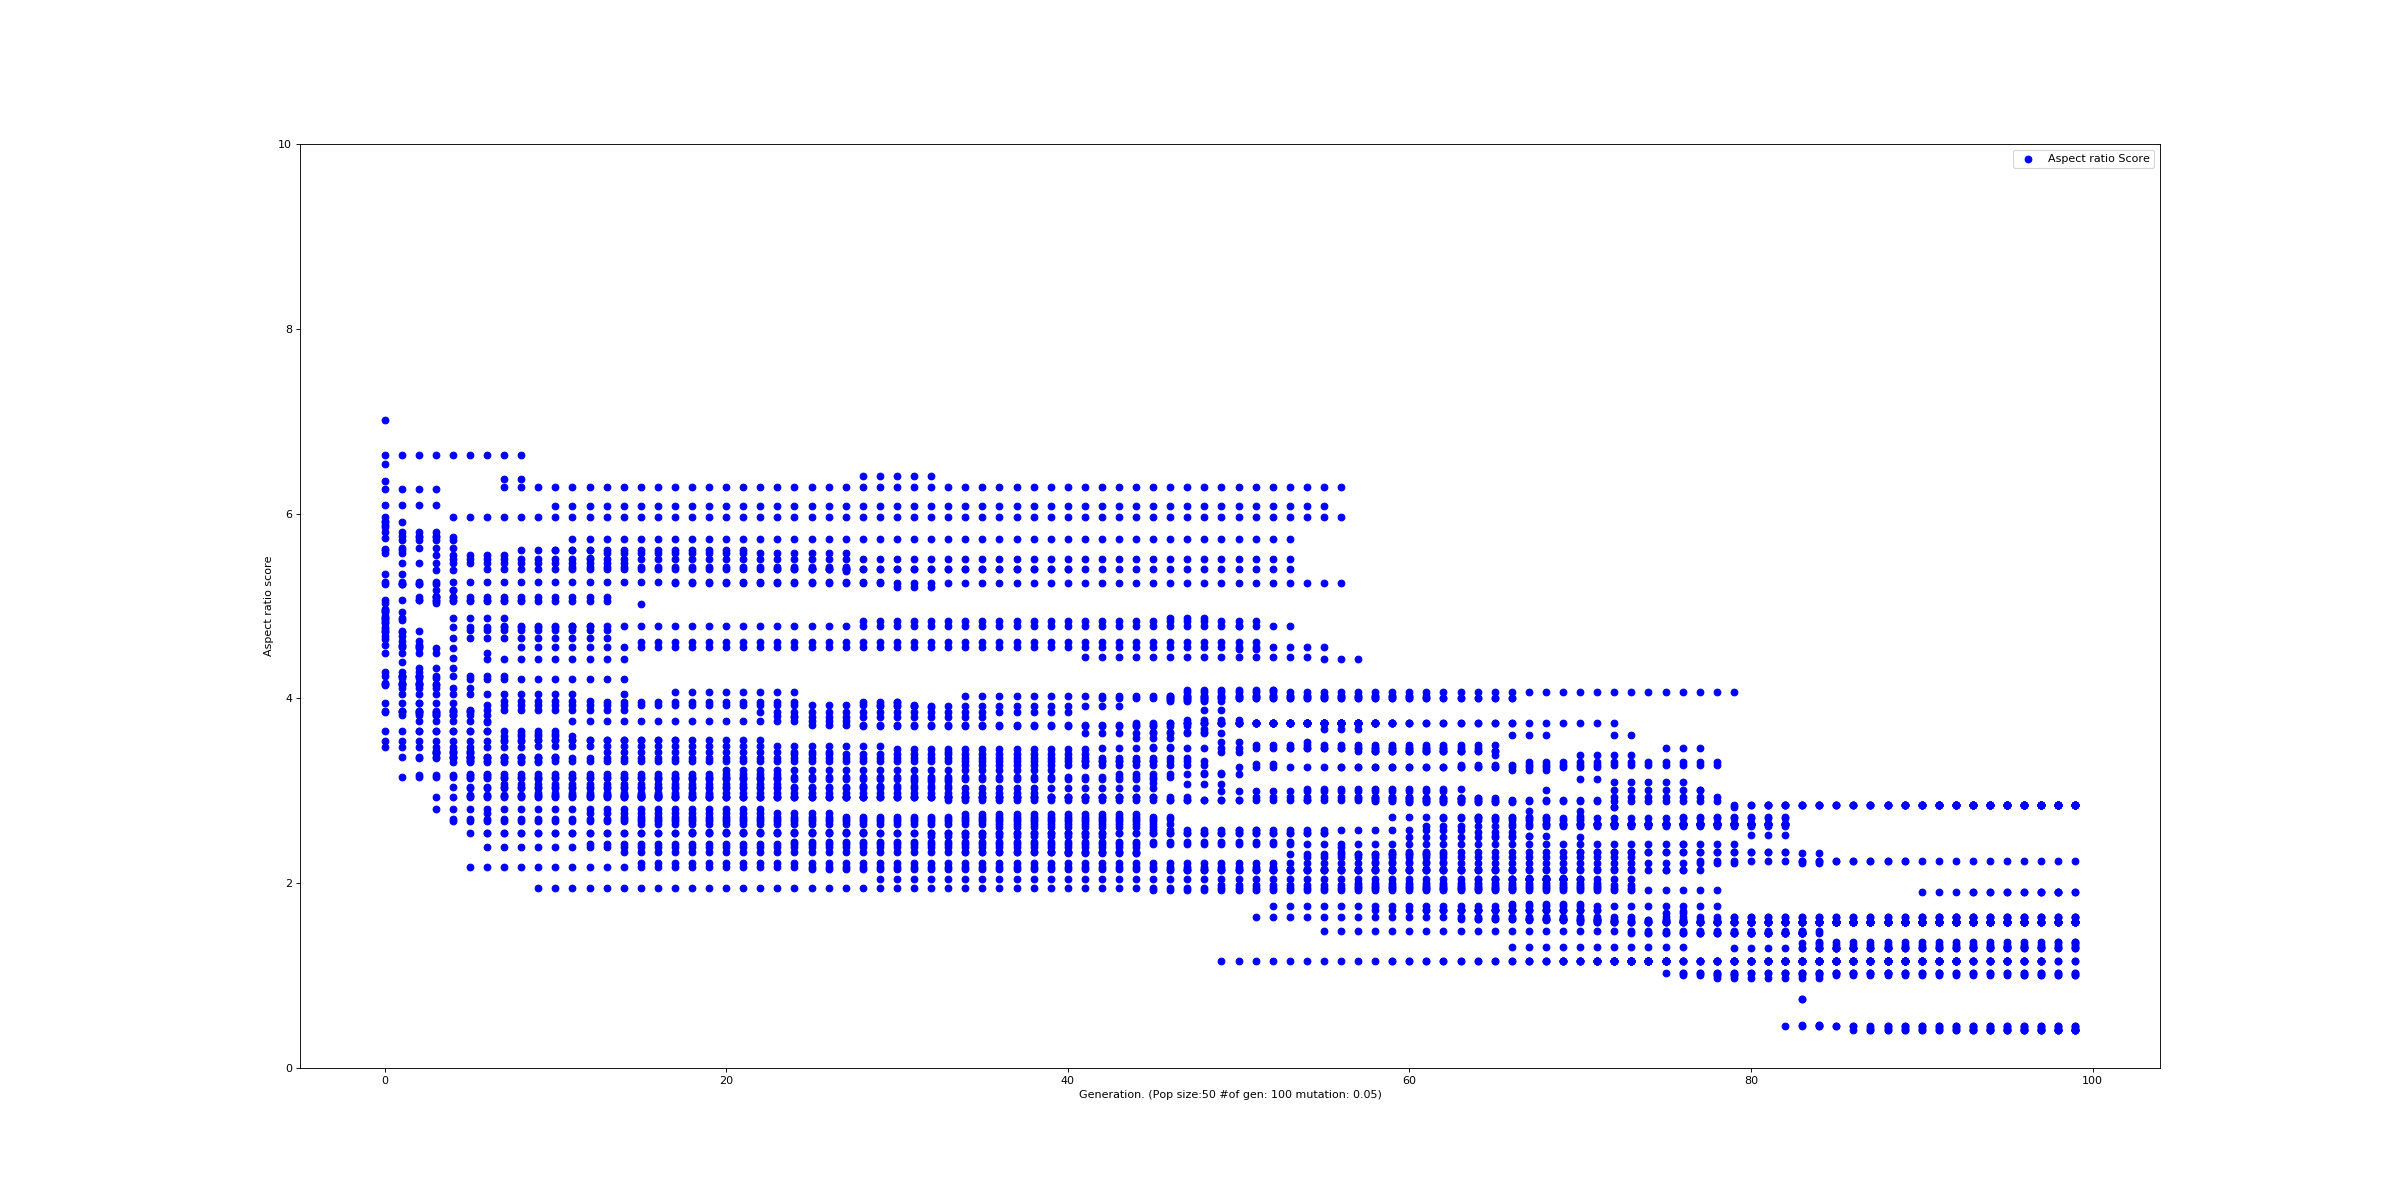 Aspect ratio Score
Aspect ratio score
10
8
6
4
2
0
0 20 40 60 80 100
Generation. (Pop size:50 #of gen: 100 mutation: 0.05)